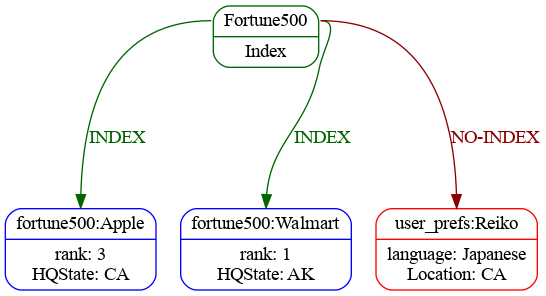 Fortune500
Index
INDEX
INDEX
NO-INDEX
fortune500:Apple
rank: 3
HQState: CA
fortune500:Walmart
rank: 1
HQState: AK
user_prefs:Reiko
language: Japanese
Location: CA